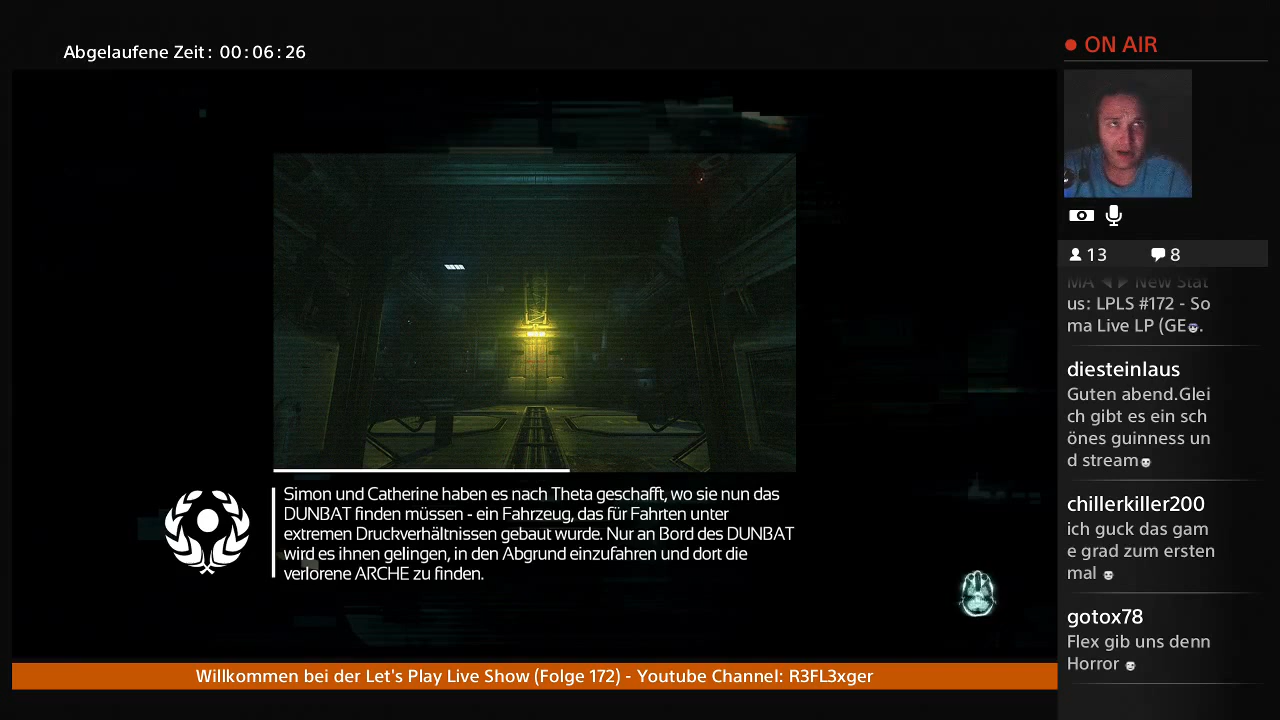 Abgelaufene Zeit: 00:06:26
ON AIR
13 8
MA ◀ ▶ New Stat
us: LPLS #172 - So
ma Live LP (GE.
diesteinlaus
Guten abend.Glei
ch gibt es ein sch
önes guinness un
d stream
chillerkiller200
ich guck das gam
e grad zum ersten
mal
gotox78
Flex gib uns denn
Horror
Simon und Catherine haben es nach Theta geschafft, wo sie nun das
DUNBAT finden müssen - ein Fahrzeug, das für Fahrten unter
extremen Druckverhältnissen gebaut wurde. Nur an Bord des DUNBAT
wird es ihnen gelingen, in den Abgrund einzufahren und dort die
verlorene ARCHE zu finden.
Willkommen bei der Let's Play Live Show (Folge 172) - Youtube Channel: R3FL3xger